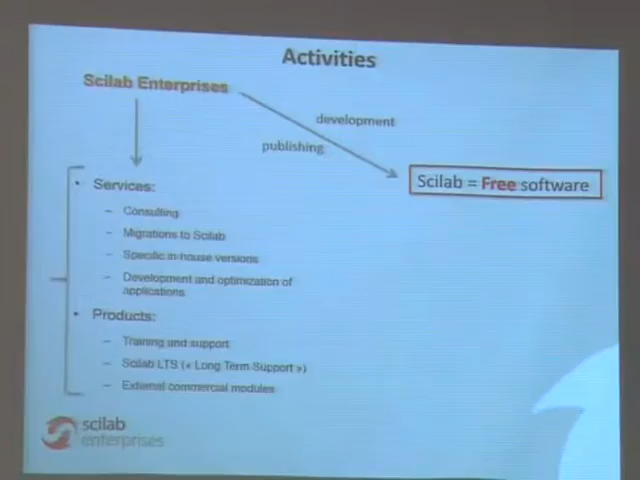 Activities
Scilab Enterprises
development
publishing
Scilab = Free software
• Services:
– Consulting
– Migrations to Scilab
– Specific in-house versions
– Development and optimization of
applications
• Products:
– Training and support
– Scilab LTS (« Long Term Support »)
– External commercial modules
scilab
enterprises